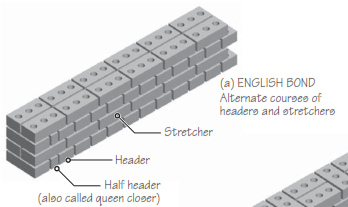 (a) ENGLISH BOND
Alternate courses of
headers and stretchers
Stretcher
Header
Half header
(also called queen closer)